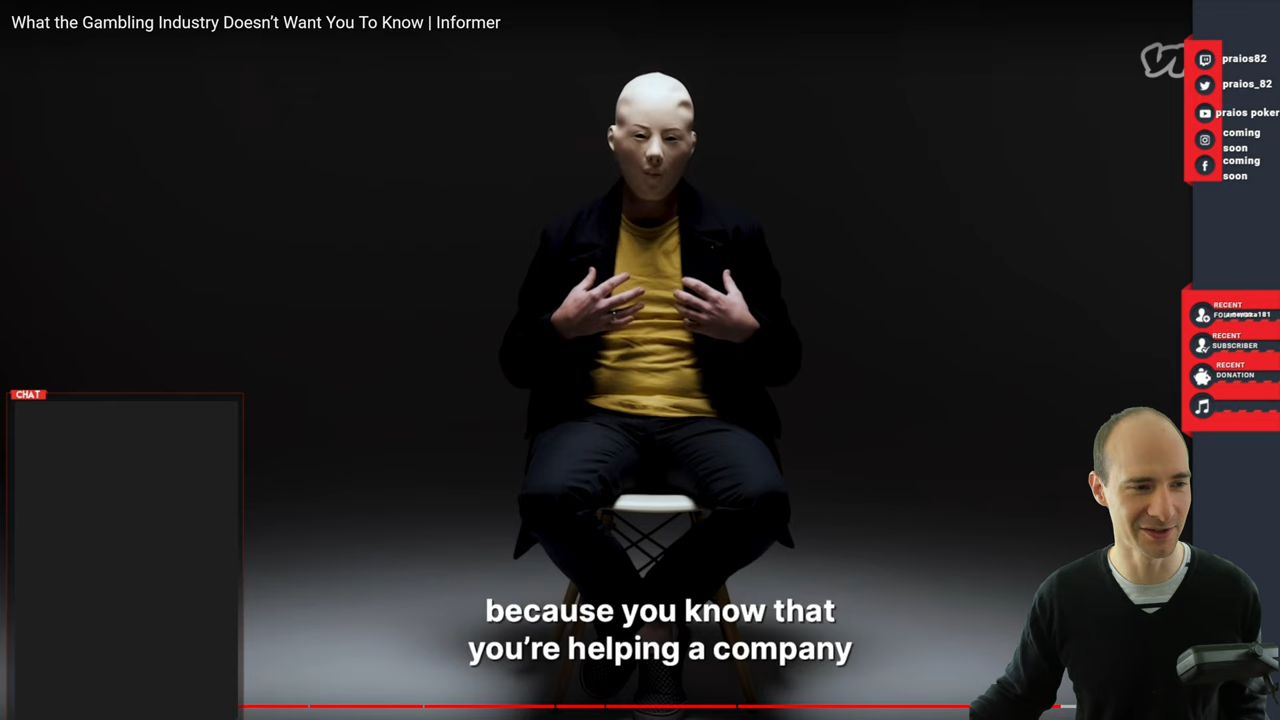 What the Gambling Industry Doesn’t Want You To Know | Informer
praios82
praios_82
praios poker
coming
soon
coming
soon
RECENT
RECENT
SUBSCRIBER
RECENT
DONATION
CHAT
because you know that
you’re helping a company